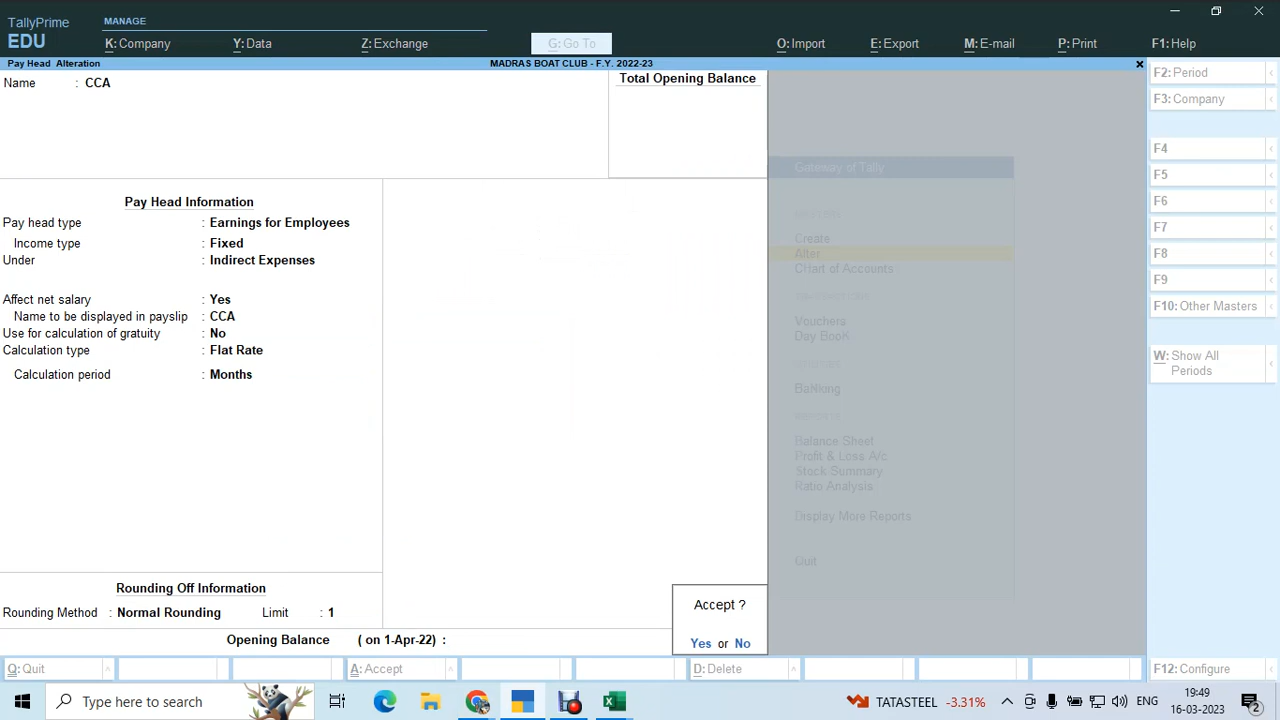 TallyPrime
EDU
MANAGE
K: Company
Y: Data
Z: Exchange
G: Go To
O: Import
E: Export
M: E-mail
P: Print
F1: Help
Pay Head Alteration
MADRAS BOAT CLUB - F.Y. 2022-23
Name : CCA
Total Opening Balance
Pay Head Information
Pay head type : Earnings for Employees
Income type : Fixed
Under : Indirect Expenses
Affect net salary : Yes
Name to be displayed in payslip : CCA
Use for calculation of gratuity : No
Calculation type : Flat Rate
Calculation period : Months
Rounding Off Information
Rounding Method : Normal Rounding Limit : 1
Opening Balance ( on 1-Apr-22) :
Accept ?
Yes or No
Gateway of Tally
Create
Alter
CHart of Accounts
Vouchers
Day BooK
BaNking
Balance Sheet
Profit & Loss A/c
Stock Summary
Ratio Analysis
Display More Reports
Quit
F2: Period
F3: Company
F4
F5
F6
F7
F8
F9
F10: Other Masters
W: Show All
Periods
F12: Configure
Q: Quit
A: Accept
D: Delete
Type here to search
TATASTEEL -3.31%
ENG
19:49
16-03-2023
2